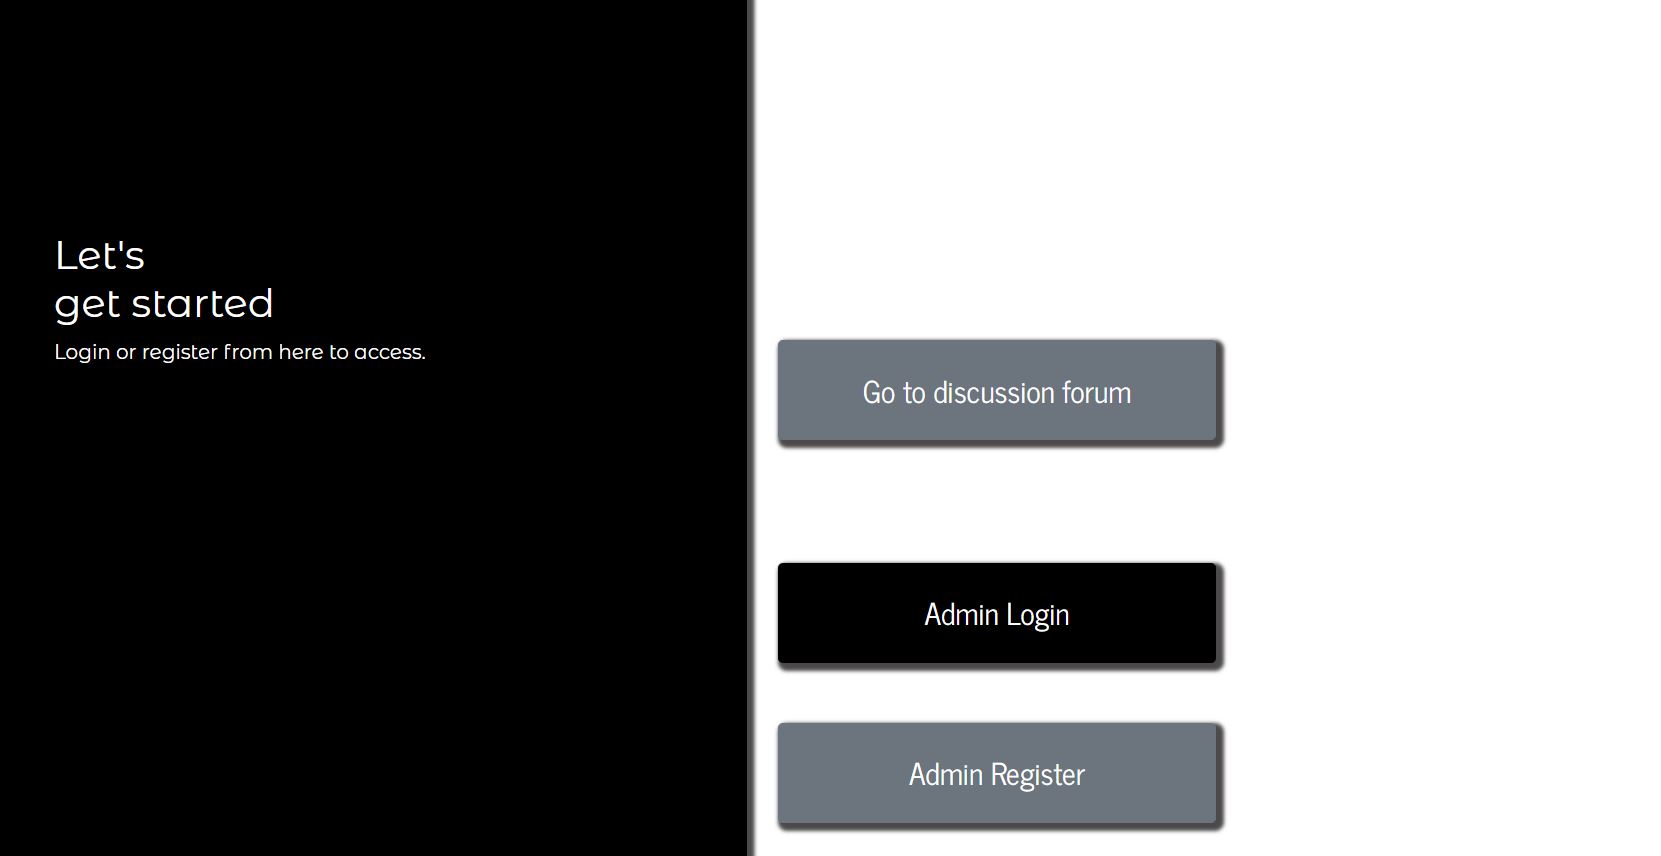 Let's
get started
Login or register from here to access.
Go to discussion forum
Admin Login
Admin Register